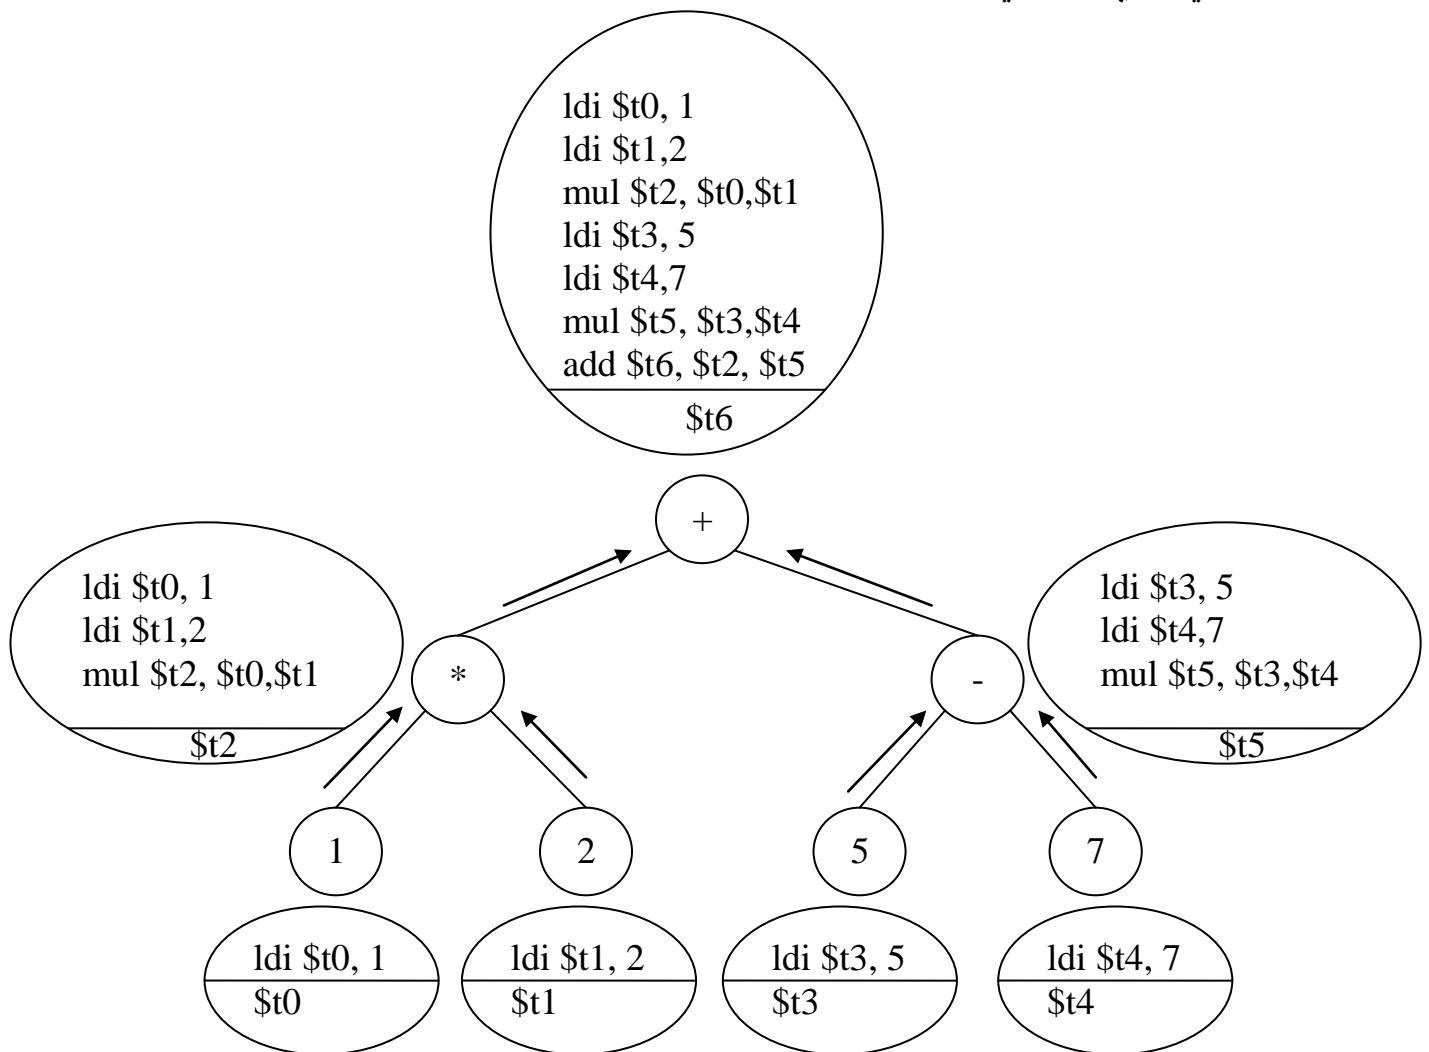 ldi $t0, 1
ldi $t1,2
mul $t2, $t0,$t1
ldi $t3, 5
ldi $t4,7
mul $t5, $t3,$t4
add $t6, $t2, $t5
$t6
+
ldi $t0, 1
ldi $t1,2
mul $t2, $t0,$t1
$t2
*
-
ldi $t3, 5
ldi $t4,7
mul $t5, $t3,$t4
$t5
1
2
5
7
ldi $t0, 1
$t0
ldi $t1, 2
$t1
ldi $t3, 5
$t3
ldi $t4, 7
$t4